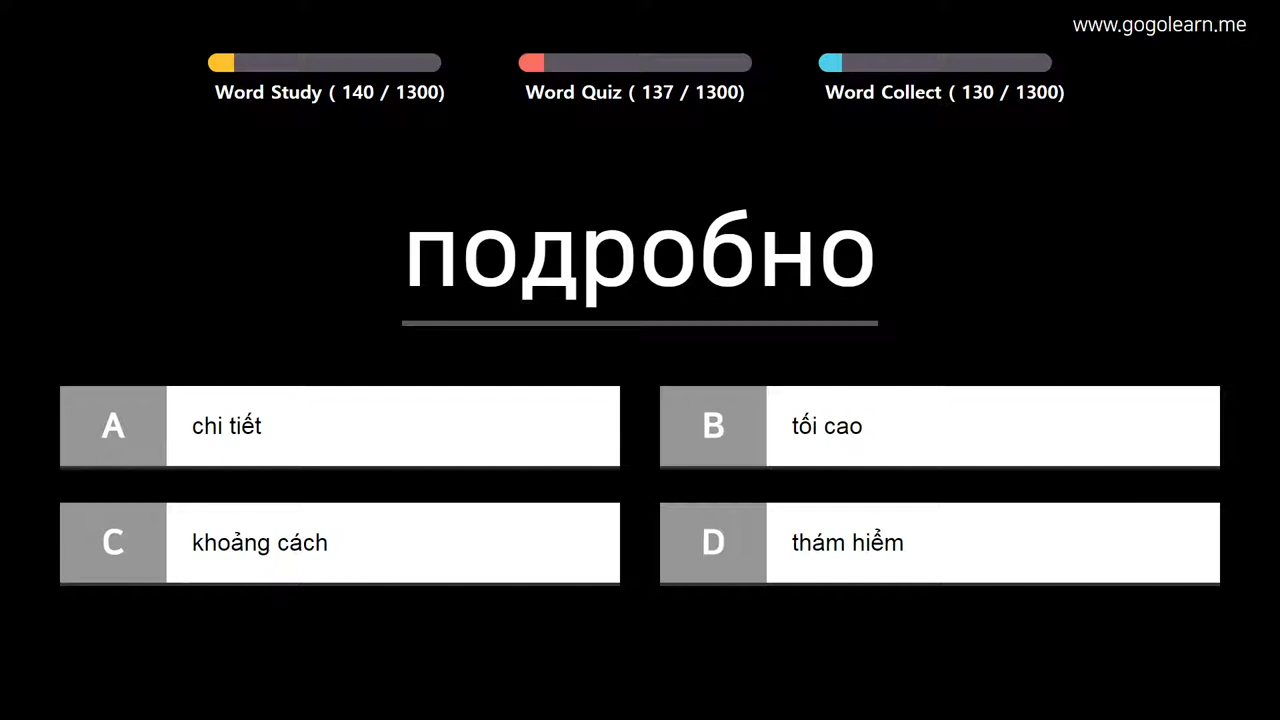 www.gogolearn.me
Word Study ( 140 / 1300)
Word Quiz ( 137 / 1300)
Word Collect ( 130 / 1300)
подробно
A chi tiết
B tối cao
C khoảng cách
D thám hiểm